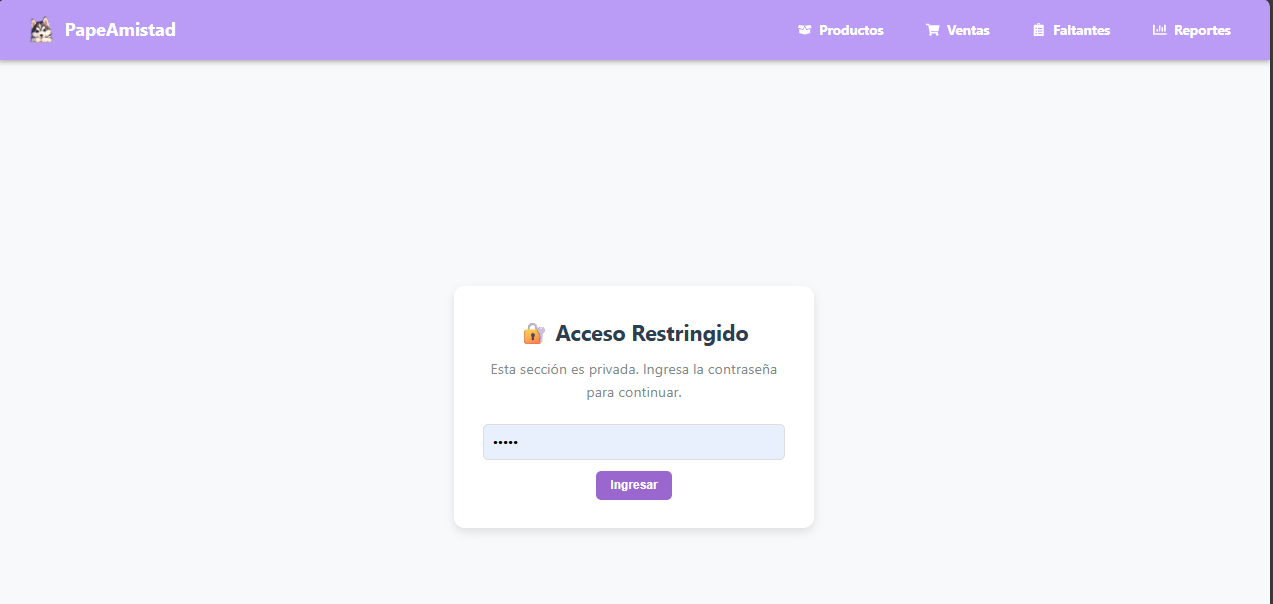 PapeAmistad
Productos
Ventas
Faltantes
Reportes
Acceso Restringido
Esta sección es privada. Ingresa la contraseña
para continuar.
•••••
Ingresar